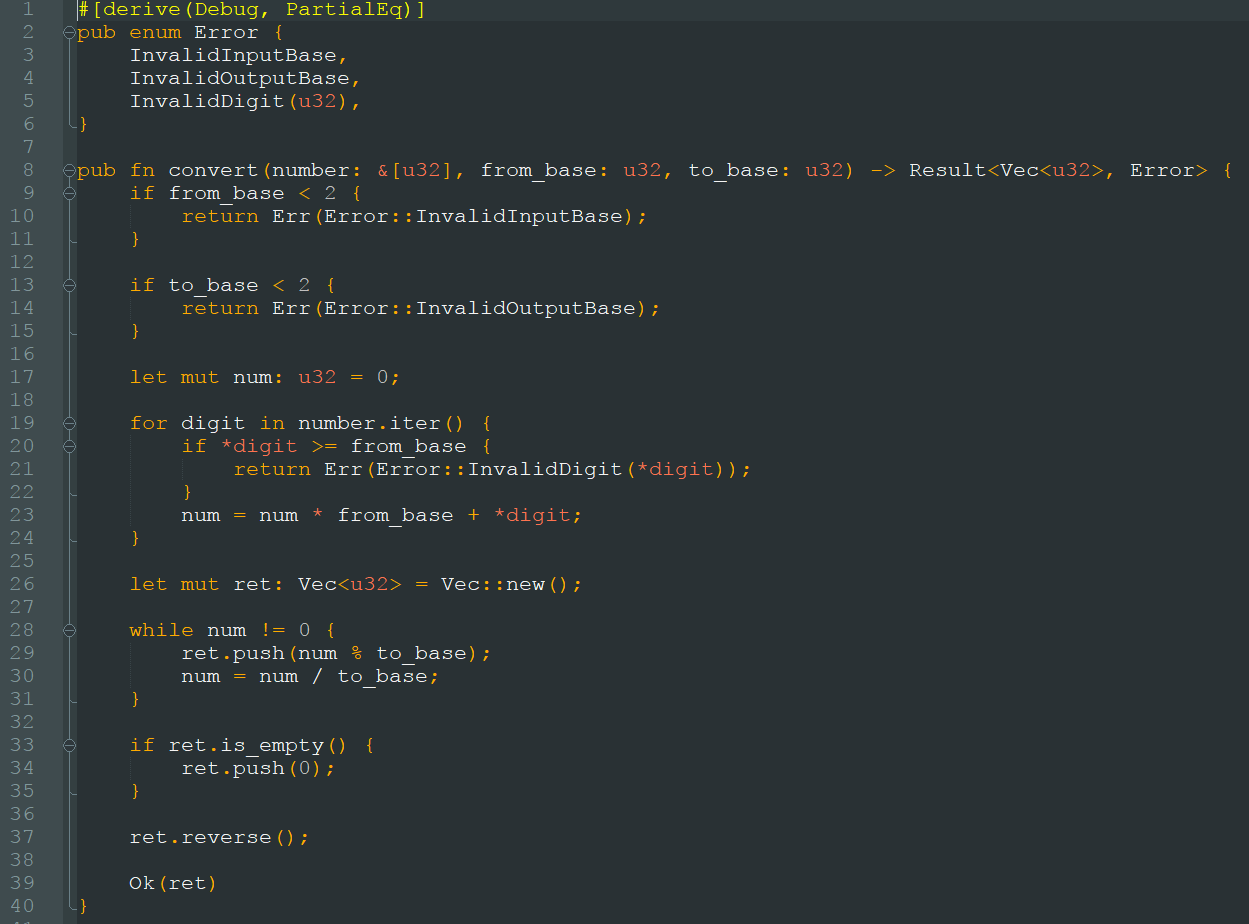 1 #[derive(Debug, PartialEq)]
2 pub enum Error {
3     InvalidInputBase,
4     InvalidOutputBase,
5     InvalidDigit(u32),
6 }
7
8 pub fn convert(number: &[u32], from_base: u32, to_base: u32) -> Result<Vec<u32>, Error> {
9     if from_base < 2 {
10         return Err(Error::InvalidInputBase);
11     }
12
13     if to_base < 2 {
14         return Err(Error::InvalidOutputBase);
15     }
16
17     let mut num: u32 = 0;
18
19     for digit in number.iter() {
20         if *digit >= from_base {
21             return Err(Error::InvalidDigit(*digit));
22         }
23         num = num * from_base + *digit;
24     }
25
26     let mut ret: Vec<u32> = Vec::new();
27
28     while num != 0 {
29         ret.push(num % to_base);
30         num = num / to_base;
31     }
32
33     if ret.is_empty() {
34         ret.push(0);
35     }
36
37     ret.reverse();
38
39     Ok(ret)
40 }